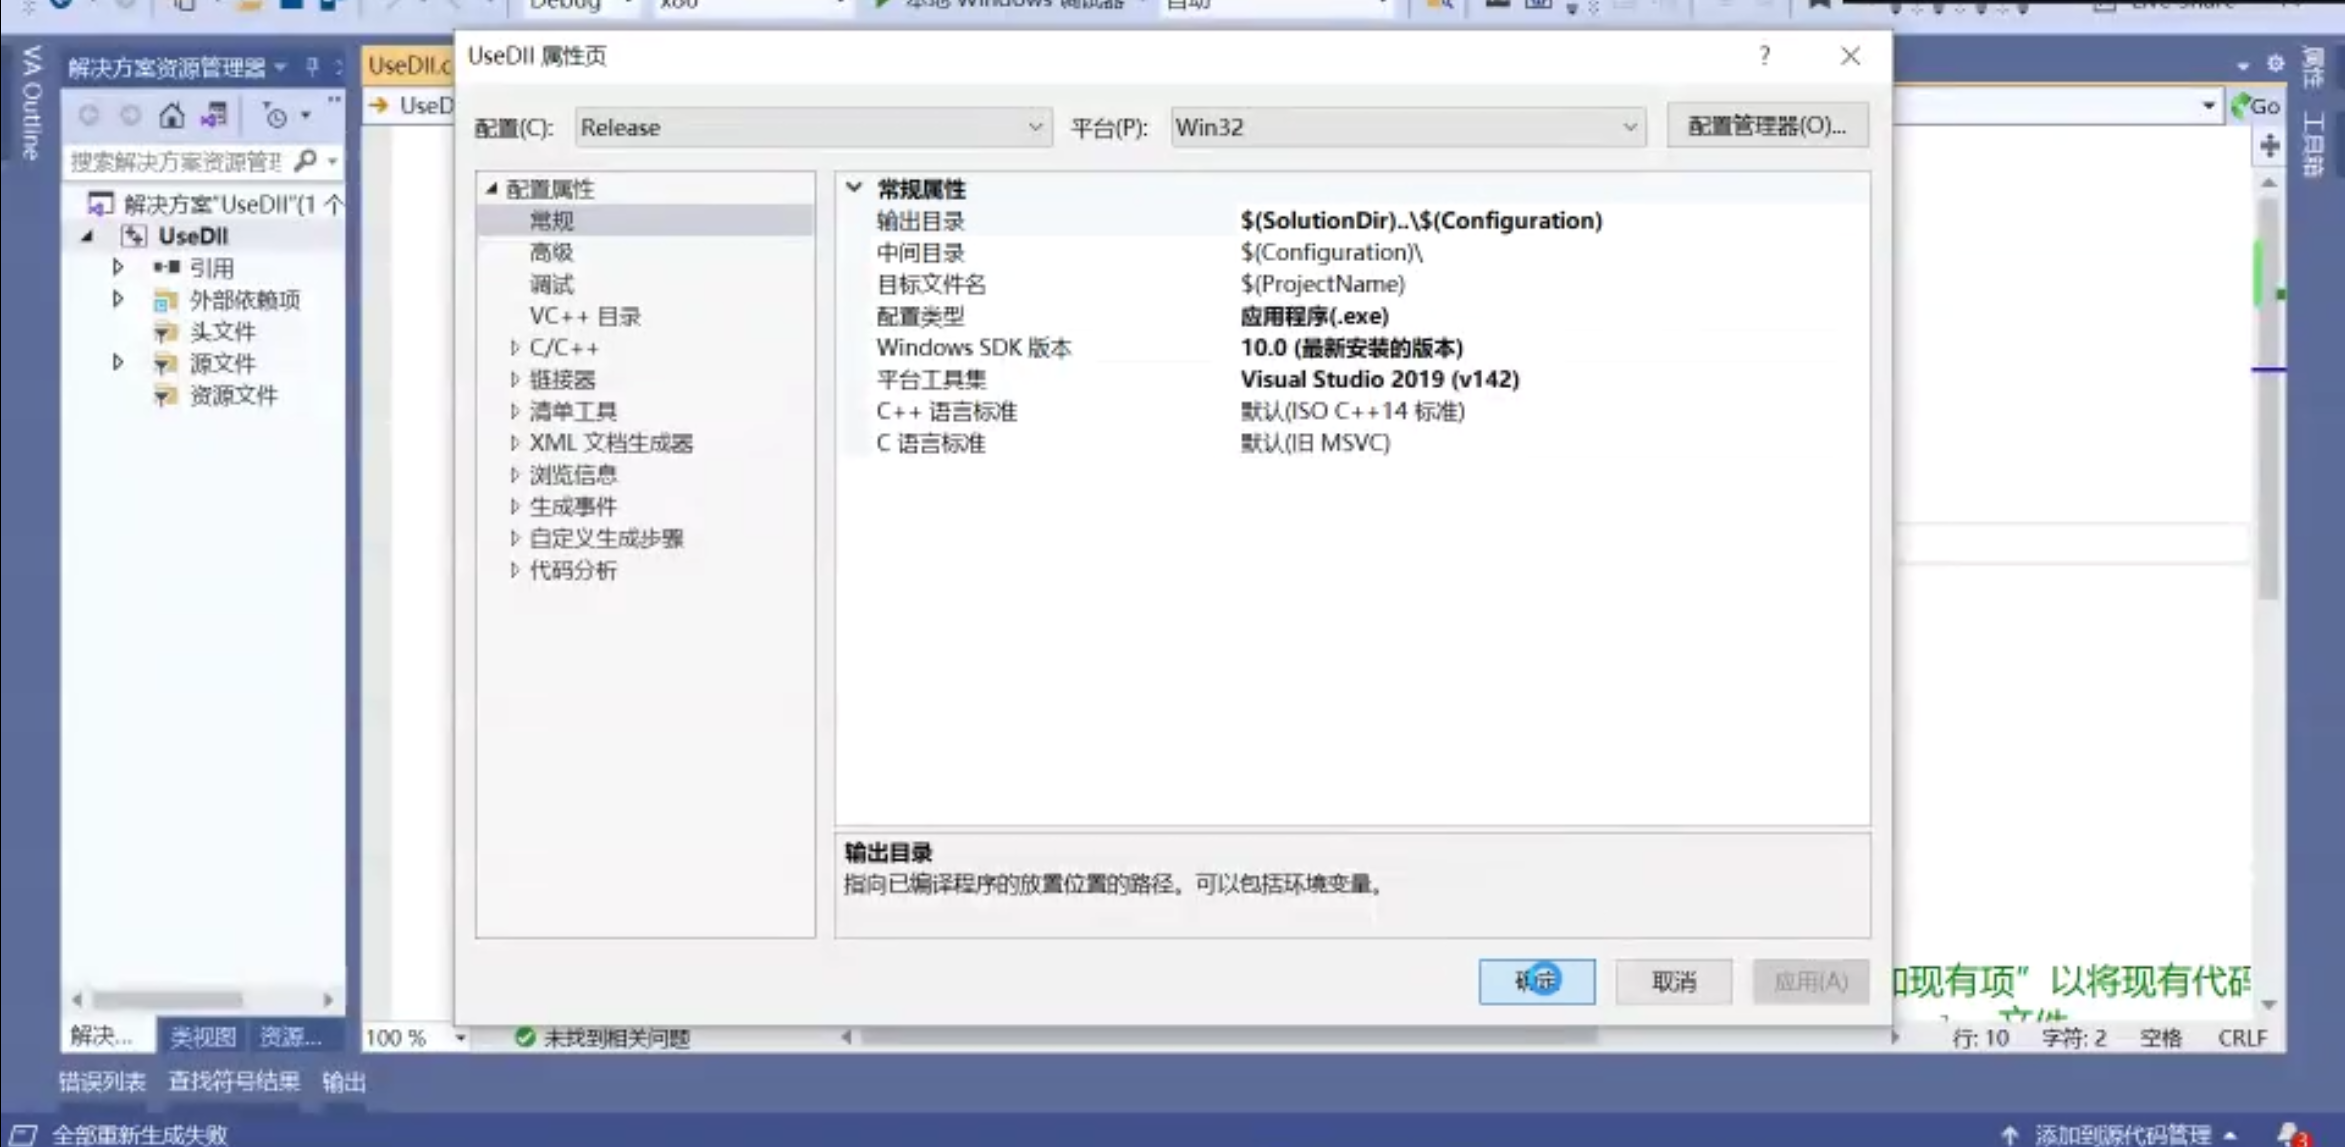 Debug
x86
本地 Windows 调试器
自动
Live Share
VA Outline
解决方案资源管理器
搜索解决方案资源管理
解决方案"UseDll"(1 个
UseDll
引用
外部依赖项
头文件
源文件
资源文件
解决...
类视图
资源...
UseDll.c
UseD
UseDll 属性页
?
配置(C):
Release
平台(P):
Win32
配置管理器(O)...
配置属性
常规
高级
调试
VC++ 目录
C/C++
链接器
清单工具
XML 文档生成器
浏览信息
生成事件
自定义生成步骤
代码分析
常规属性
输出目录 $(SolutionDir)..\$(Configuration)
中间目录 $(Configuration)\
目标文件名 $(ProjectName)
配置类型 应用程序(.exe)
Windows SDK 版本 10.0 (最新安装的版本)
平台工具集 Visual Studio 2019 (v142)
C++ 语言标准 默认(ISO C++14 标准)
C 语言标准 默认(旧 MSVC)
输出目录
指向已编译程序的放置位置的路径。可以包括环境变量。
确定
取消
应用(A)
Go
属性
工具箱
加现有项”以将现有代码
文件
100 %
未找到相关问题
行: 10
字符: 2
空格
CRLF
错误列表
查找符号结果
输出
全部重新生成失败
添加到源代码管理
3